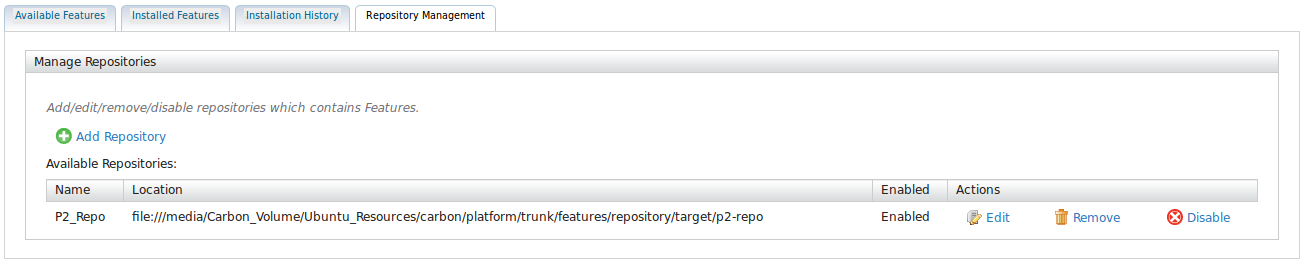 Available Features Installed Features Installation History Repository Management
Manage Repositories
Add/edit/remove/disable repositories which contains Features.
Add Repository
Available Repositories:
Name Location Enabled Actions
P2_Repo file:///media/Carbon_Volume/Ubuntu_Resources/carbon/platform/trunk/features/repository/target/p2-repo Enabled Edit Remove Disable